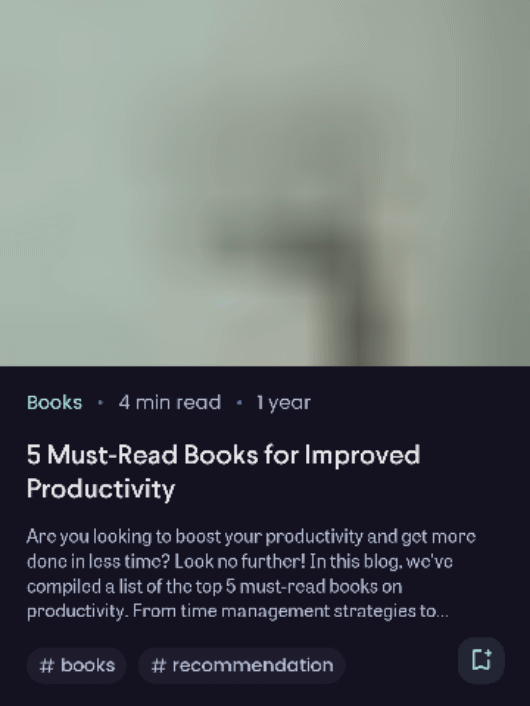 Books • 4 min read • 1 year
5 Must-Read Books for Improved
Productivity
Are you looking to boost your productivity and get more
done in less time? Look no further! In this blog, we've
compiled a list of the top 5 must-read books on
productivity. From time management strategies to...
# books # recommendation